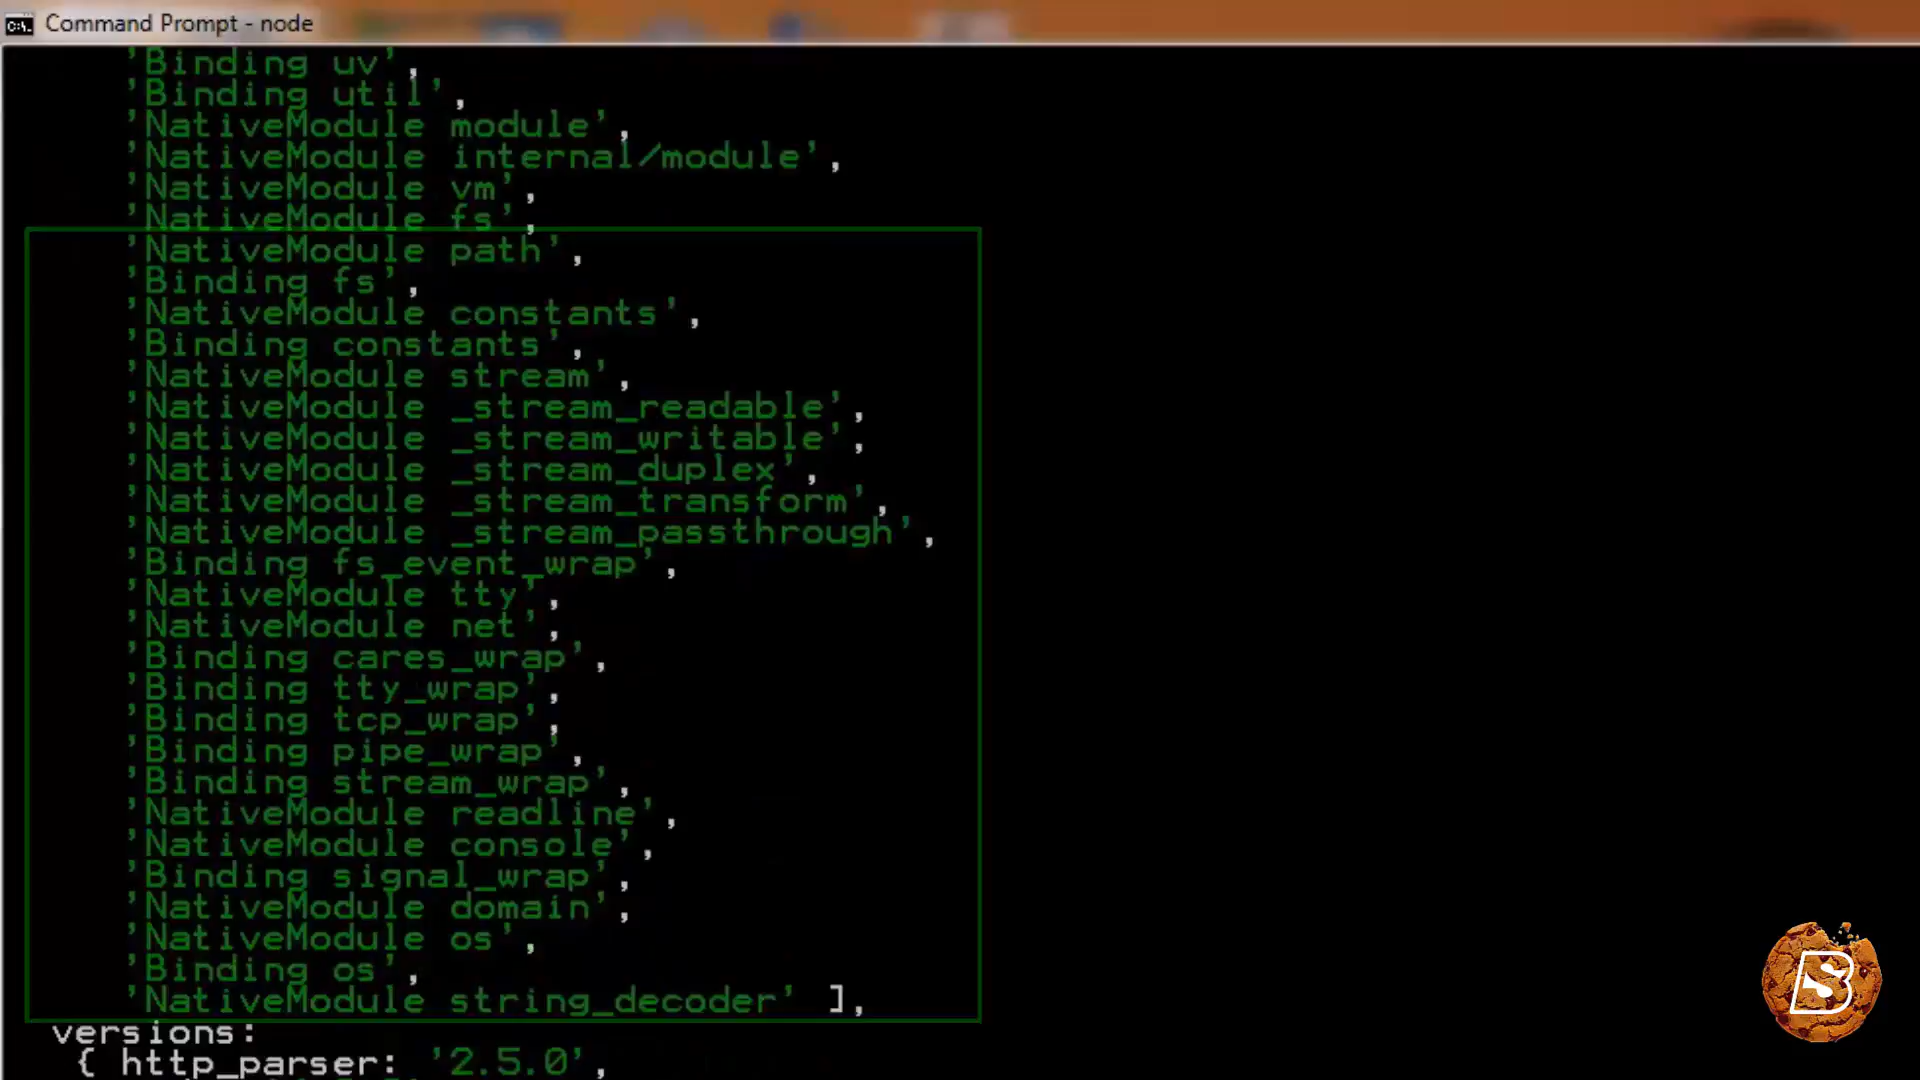 Command Prompt - node
'Binding uv',
'Binding util',
'NativeModule module',
'NativeModule internal/module',
'NativeModule vm',
'NativeModule fs',
'NativeModule path',
'Binding fs',
'NativeModule constants',
'Binding constants',
'NativeModule stream',
'NativeModule _stream_readable',
'NativeModule _stream_writable',
'NativeModule _stream_duplex',
'NativeModule _stream_transform',
'NativeModule _stream_passthrough',
'Binding fs_event_wrap',
'NativeModule tty',
'NativeModule net',
'Binding cares_wrap',
'Binding tty_wrap',
'Binding tcp_wrap',
'Binding pipe_wrap',
'Binding stream_wrap',
'NativeModule readline',
'NativeModule console',
'Binding signal_wrap',
'NativeModule domain',
'NativeModule os',
'Binding os',
'NativeModule string_decoder' ],
versions:
{ http_parser: '2.5.0',